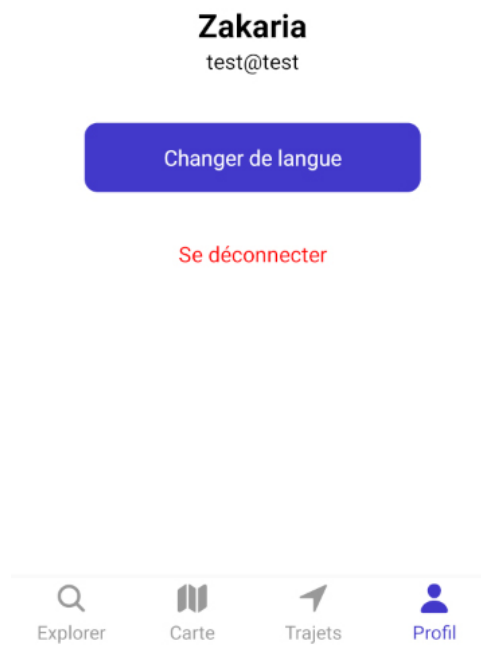 Zakaria
test@test
Changer de langue
Se déconnecter
Explorer Carte Trajets Profil